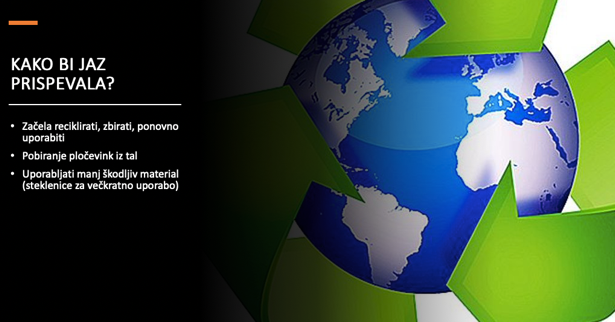 KAKO BI JAZ
PRISPEVALA?
• Začela reciklirati, zbirati, ponovno
uporabiti
• Pobiranje pločevink iz tal
• Uporabljati manj škodljiv material
(steklenice za večkratno uporabo)